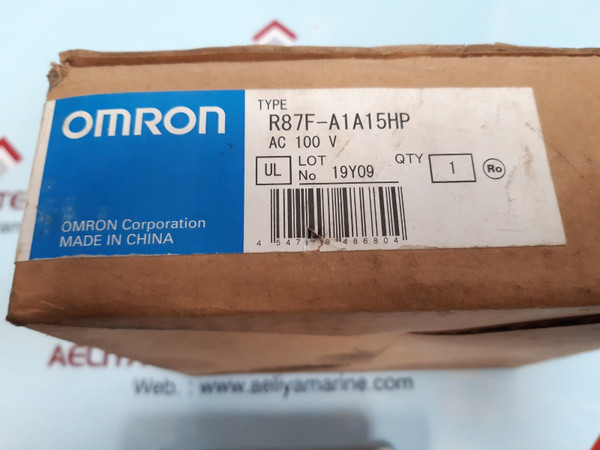 OMRON
OMRON Corporation
MADE IN CHINA
TYPE
R87F-A1A15HP
AC 100 V
UL
LOT No 19Y09
QTY 1
Ro
AELIYA
Web. : www.aeliyamarine.com